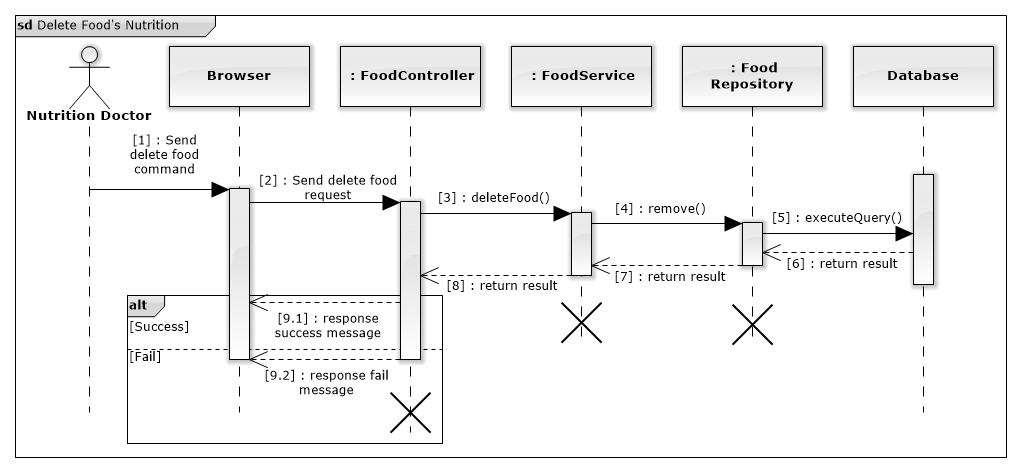 sd Delete Food's Nutrition
Nutrition Doctor
Browser
: FoodController
: FoodService
: Food
Repository
Database
[1] : Send
delete food
command
[2] : Send delete food
request
[3] : deleteFood()
[4] : remove()
[5] : executeQuery()
[6] : return result
[7] : return result
[8] : return result
alt
[Success]
[9.1] : response
success message
[Fail]
[9.2] : response fail
message